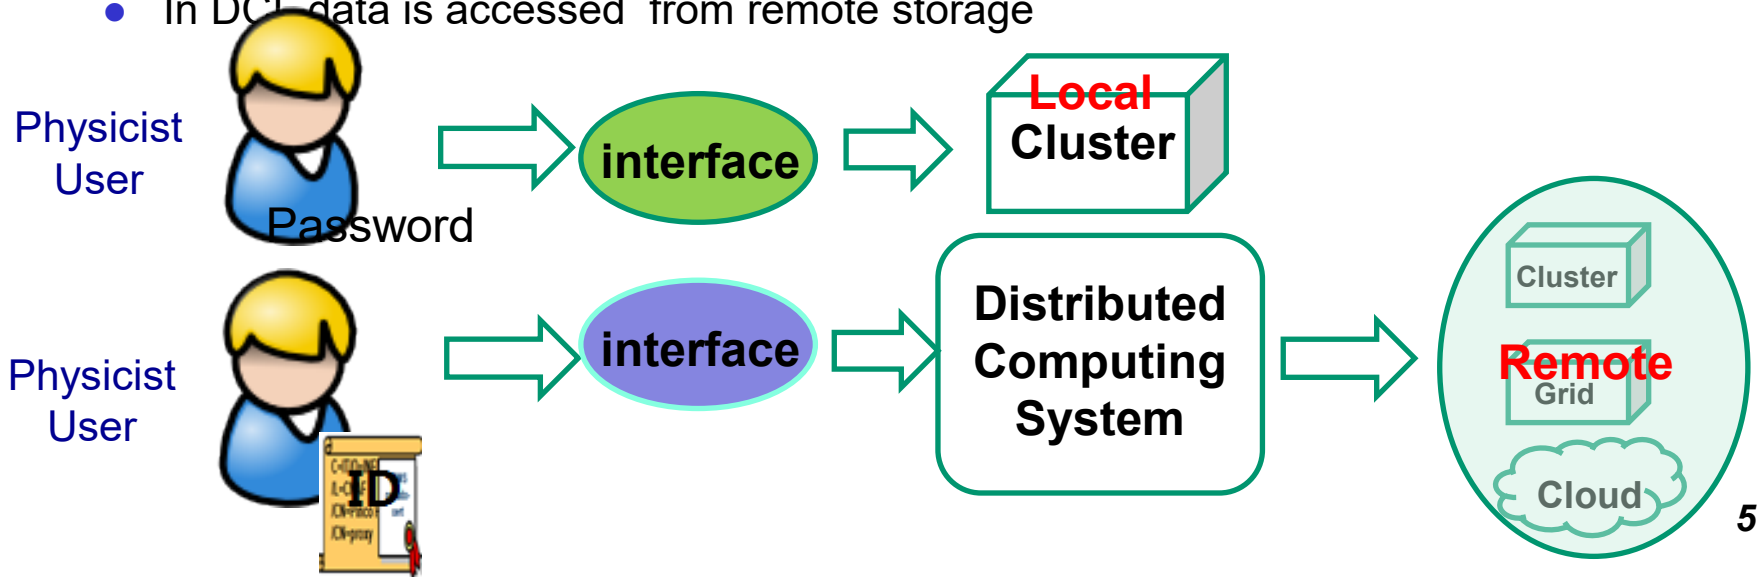 In DCI data is accessed from remote storage
Physicist
User
Password
interface
Local
Cluster
Physicist
User
ID
interface
Distributed
Computing
System
Cluster
Remote
Grid
Cloud
5